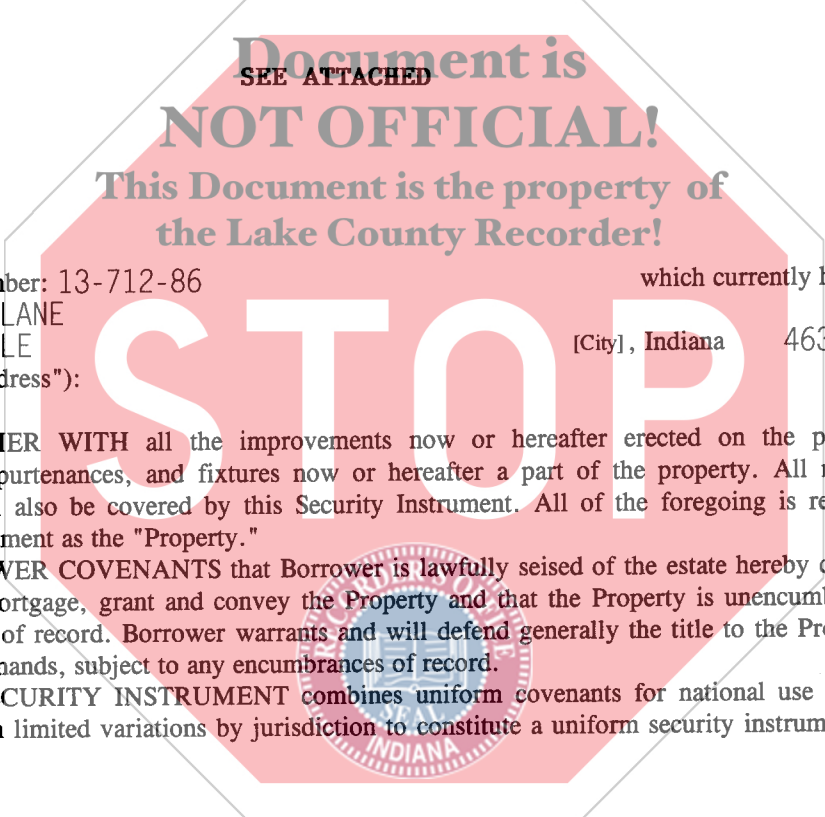 Document is
SEE ATTACHED
NOT OFFICIAL!
This Document is the property of
the Lake County Recorder!
ber: 13-712-86 which currently h
LANE
LE [City], Indiana 463
dress"):
STOP
ER WITH all the improvements now or hereafter erected on the p
purtenances, and fixtures now or hereafter a part of the property. All r
also be covered by this Security Instrument. All of the foregoing is re
ment as the "Property."
WER COVENANTS that Borrower is lawfully seised of the estate hereby c
ortgage, grant and convey the Property and that the Property is unencumb
of record. Borrower warrants and will defend generally the title to the Pro
mands, subject to any encumbrances of record.
CURITY INSTRUMENT combines uniform covenants for national use
limited variations by jurisdiction to constitute a uniform security instrum
RECORDER'S OFFICE
SEAL
INDIANA